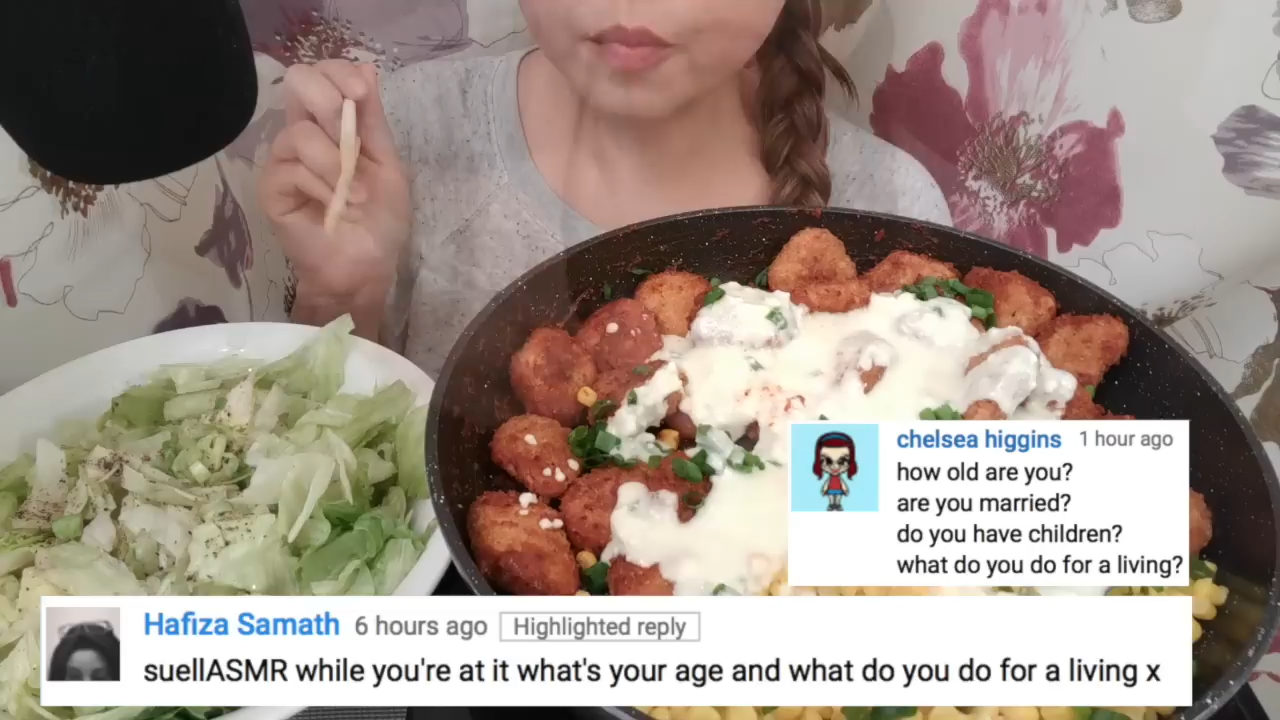 chelsea higgins 1 hour ago
how old are you?
are you married?
do you have children?
what do you do for a living?
Hafiza Samath 6 hours ago Highlighted reply
suellASMR while you're at it what's your age and what do you do for a living x